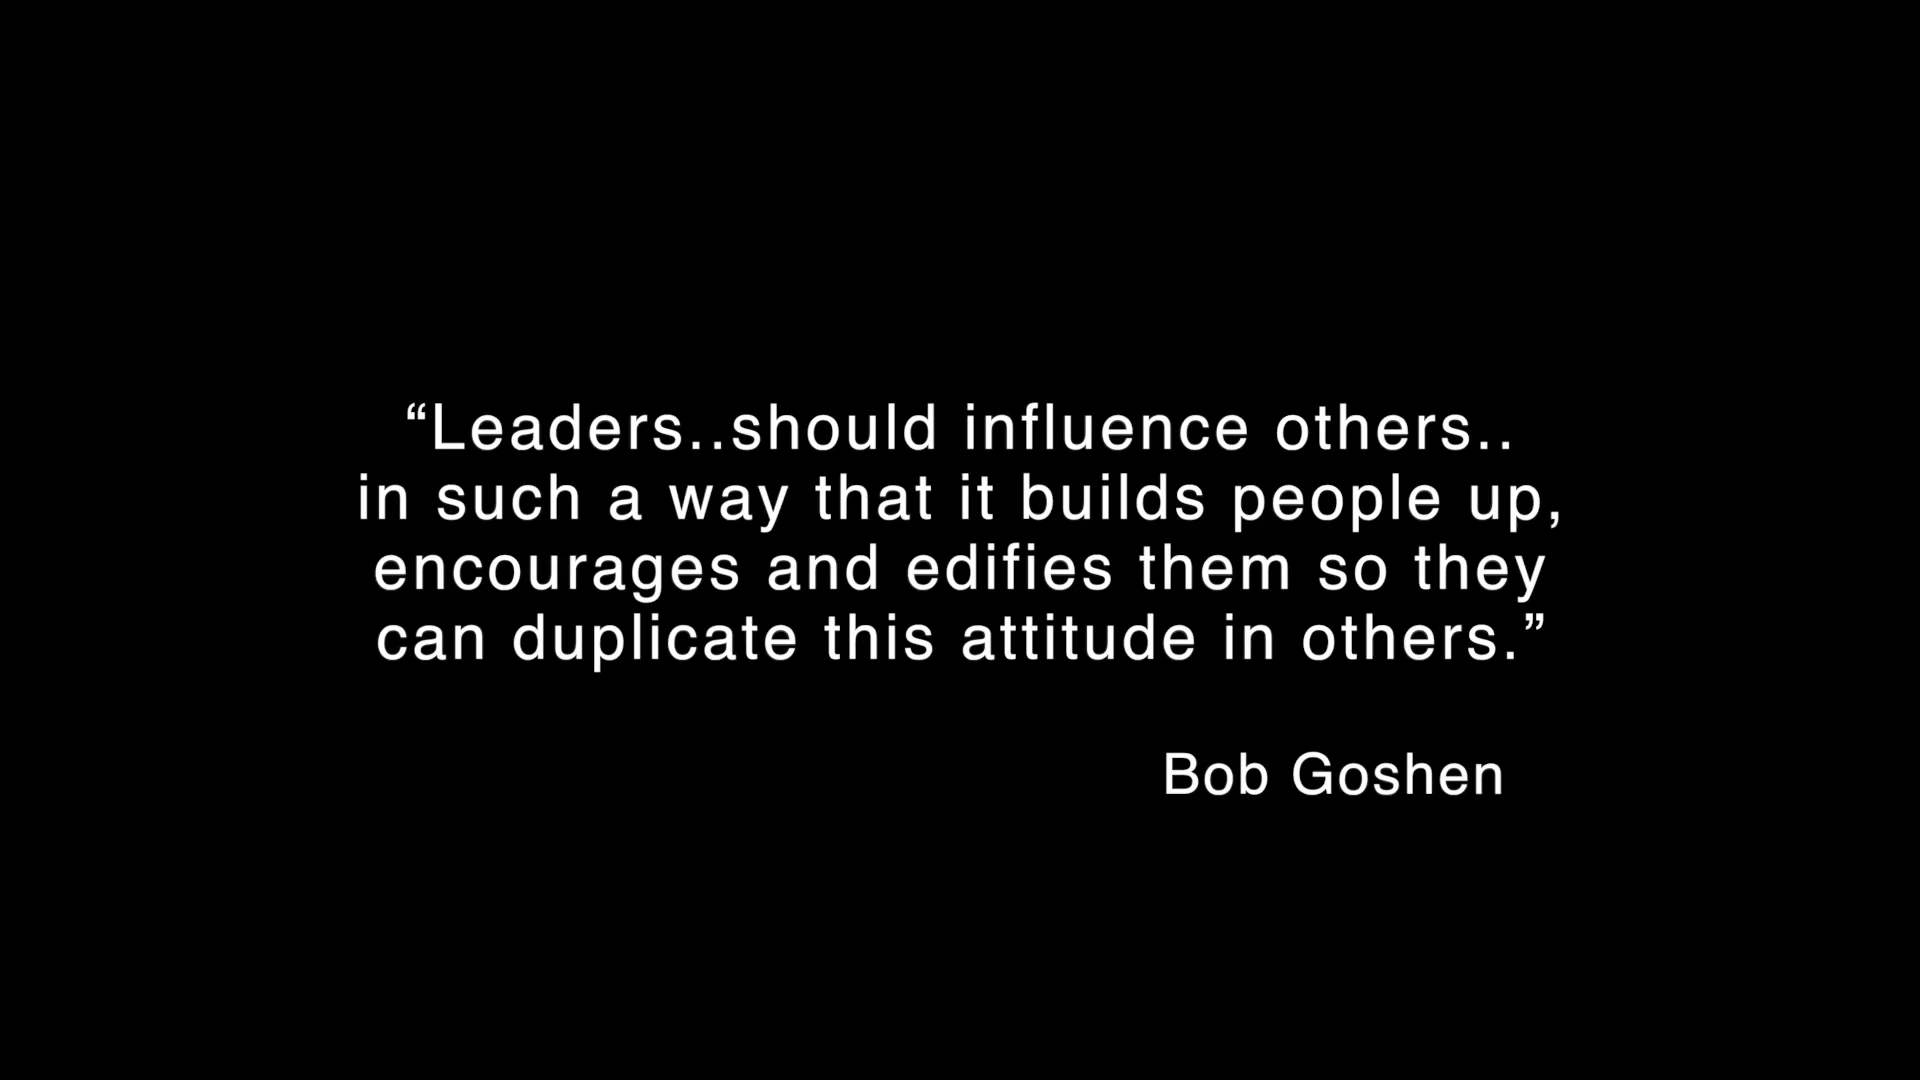 “Leaders..should influence others..
in such a way that it builds people up,
encourages and edifies them so they
can duplicate this attitude in others.”
Bob Goshen